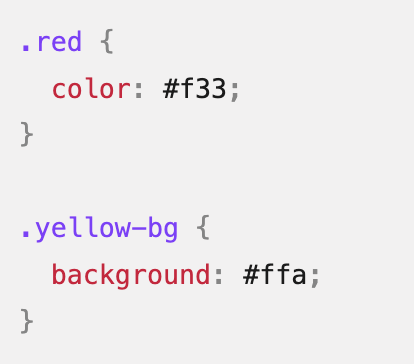 .red {
  color: #f33;
}

.yellow-bg {
  background: #ffa;
}